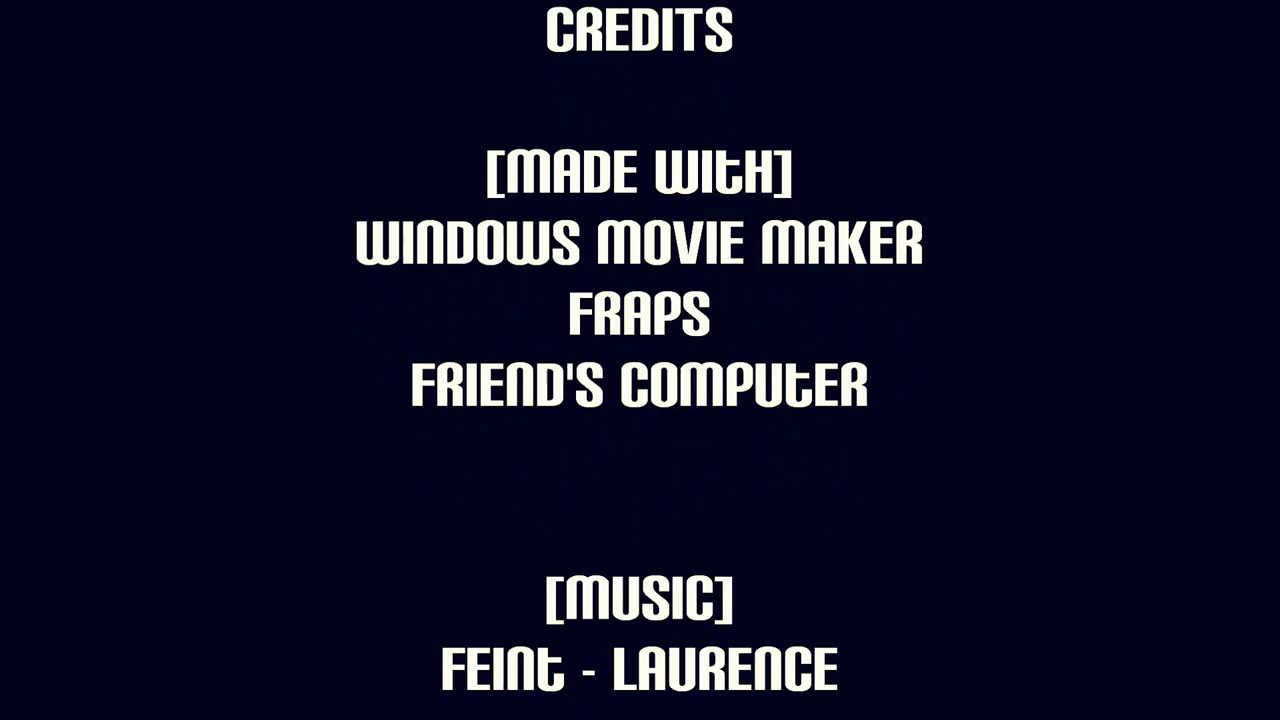 CREDITS
[MADE WITH]
WINDOWS MOVIE MAKER
FRAPS
FRIEND'S COMPUTER
[MUSIC]
FEINT - LAURENCE